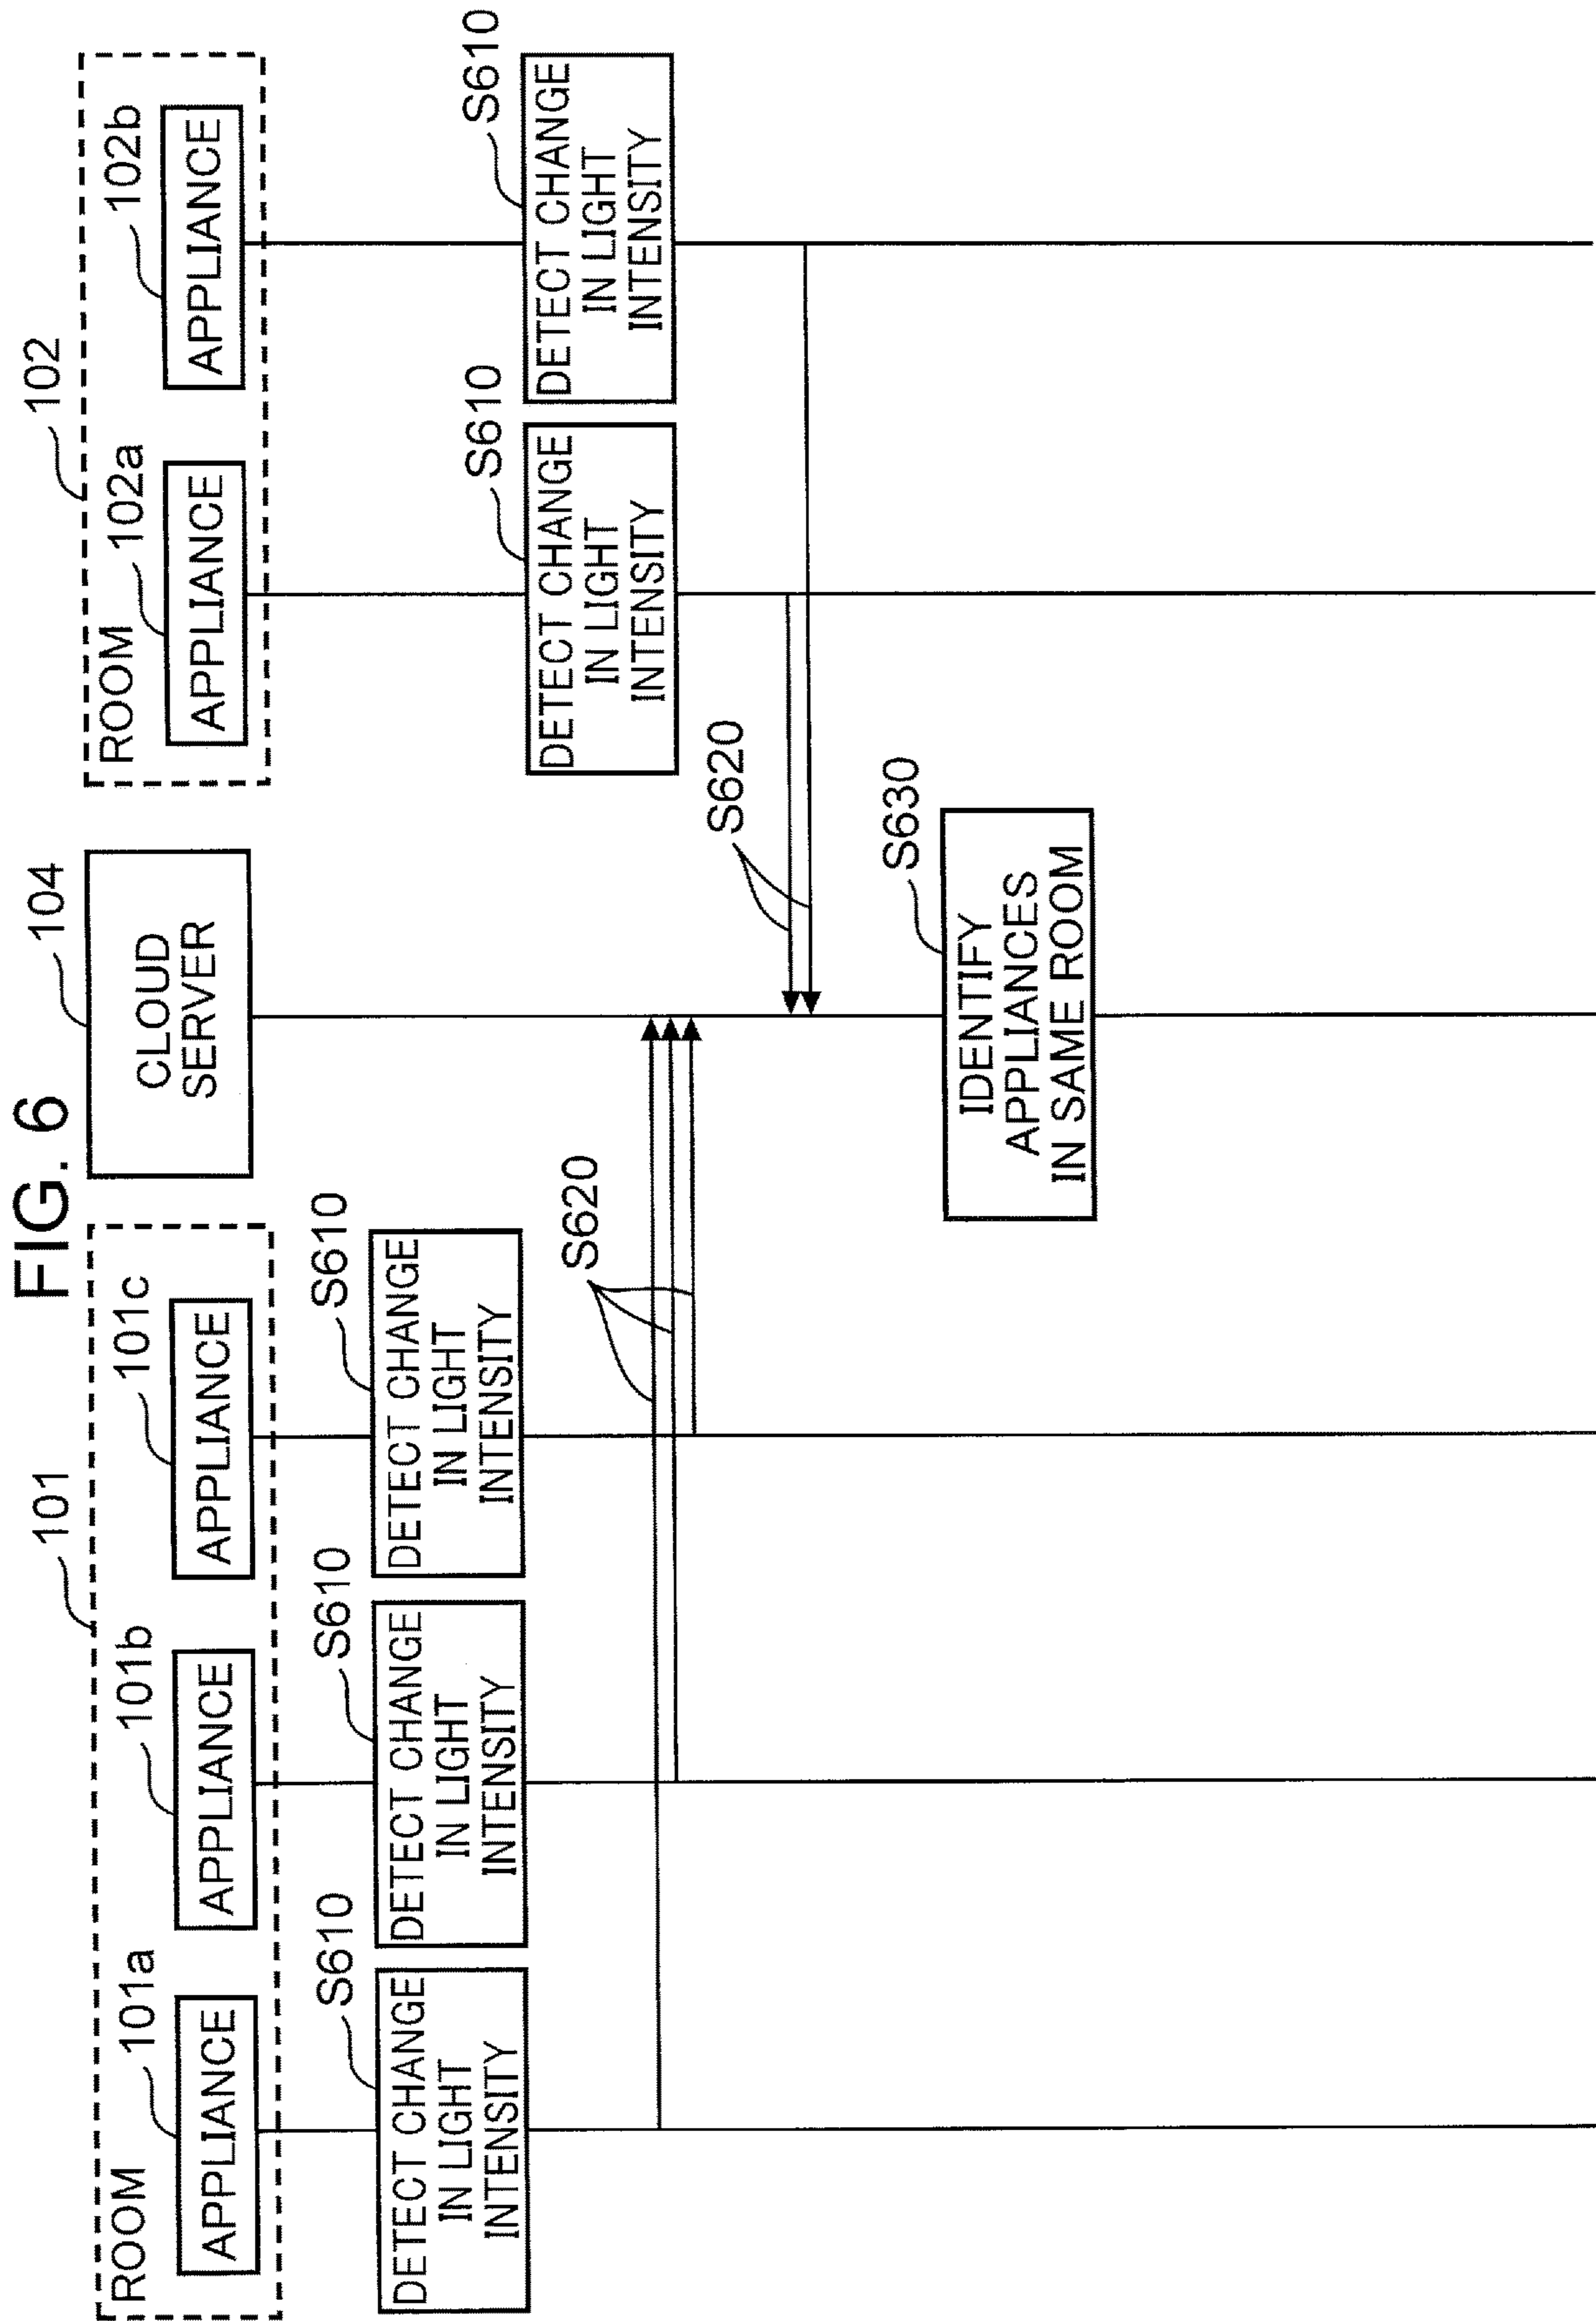 FIG. 6
101
104
102
ROOM
101a
101b
101c
APPLIANCE
APPLIANCE
APPLIANCE
CLOUD
SERVER
ROOM
102a
102b
APPLIANCE
APPLIANCE
S610
DETECT CHANGE
IN LIGHT
INTENSITY
S610
DETECT CHANGE
IN LIGHT
INTENSITY
S610
DETECT CHANGE
IN LIGHT
INTENSITY
S610
DETECT CHANGE
IN LIGHT
INTENSITY
S610
DETECT CHANGE
IN LIGHT
INTENSITY
S620
S620
S630
IDENTIFY
APPLIANCES
IN SAME ROOM